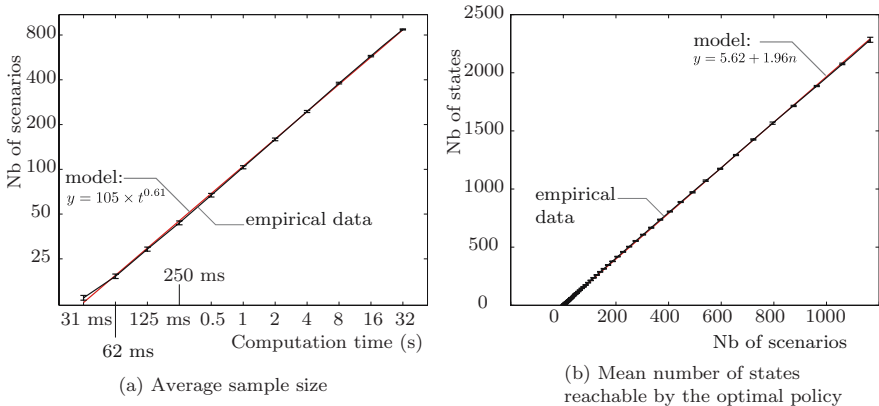 800
400
200
100
50
25
Nb of scenarios
model:
y = 105 × t^0.61
empirical data
250 ms
31 ms
125
ms
0.5
1
2
4
8
16
32
62 ms
Computation time (s)
(a) Average sample size
2500
2000
1500
1000
500
0
Nb of states
model:
y = 5.62 + 1.96n
empirical
data
0
200
400
600
800
1000
Nb of scenarios
(b) Mean number of states
reachable by the optimal policy